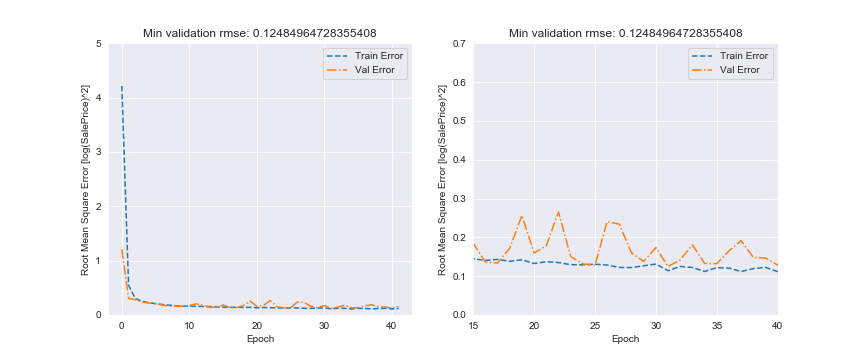 Min validation rmse: 0.12484964728355408
Train Error
Val Error
Root Mean Square Error [log(SalePrice)^2]
5
4
3
2
1
0
0
10
20
30
40
Epoch
Min validation rmse: 0.12484964728355408
Train Error
Val Error
Root Mean Square Error [log(SalePrice)^2]
0.7
0.6
0.5
0.4
0.3
0.2
0.1
0.0
15
20
25
30
35
40
Epoch